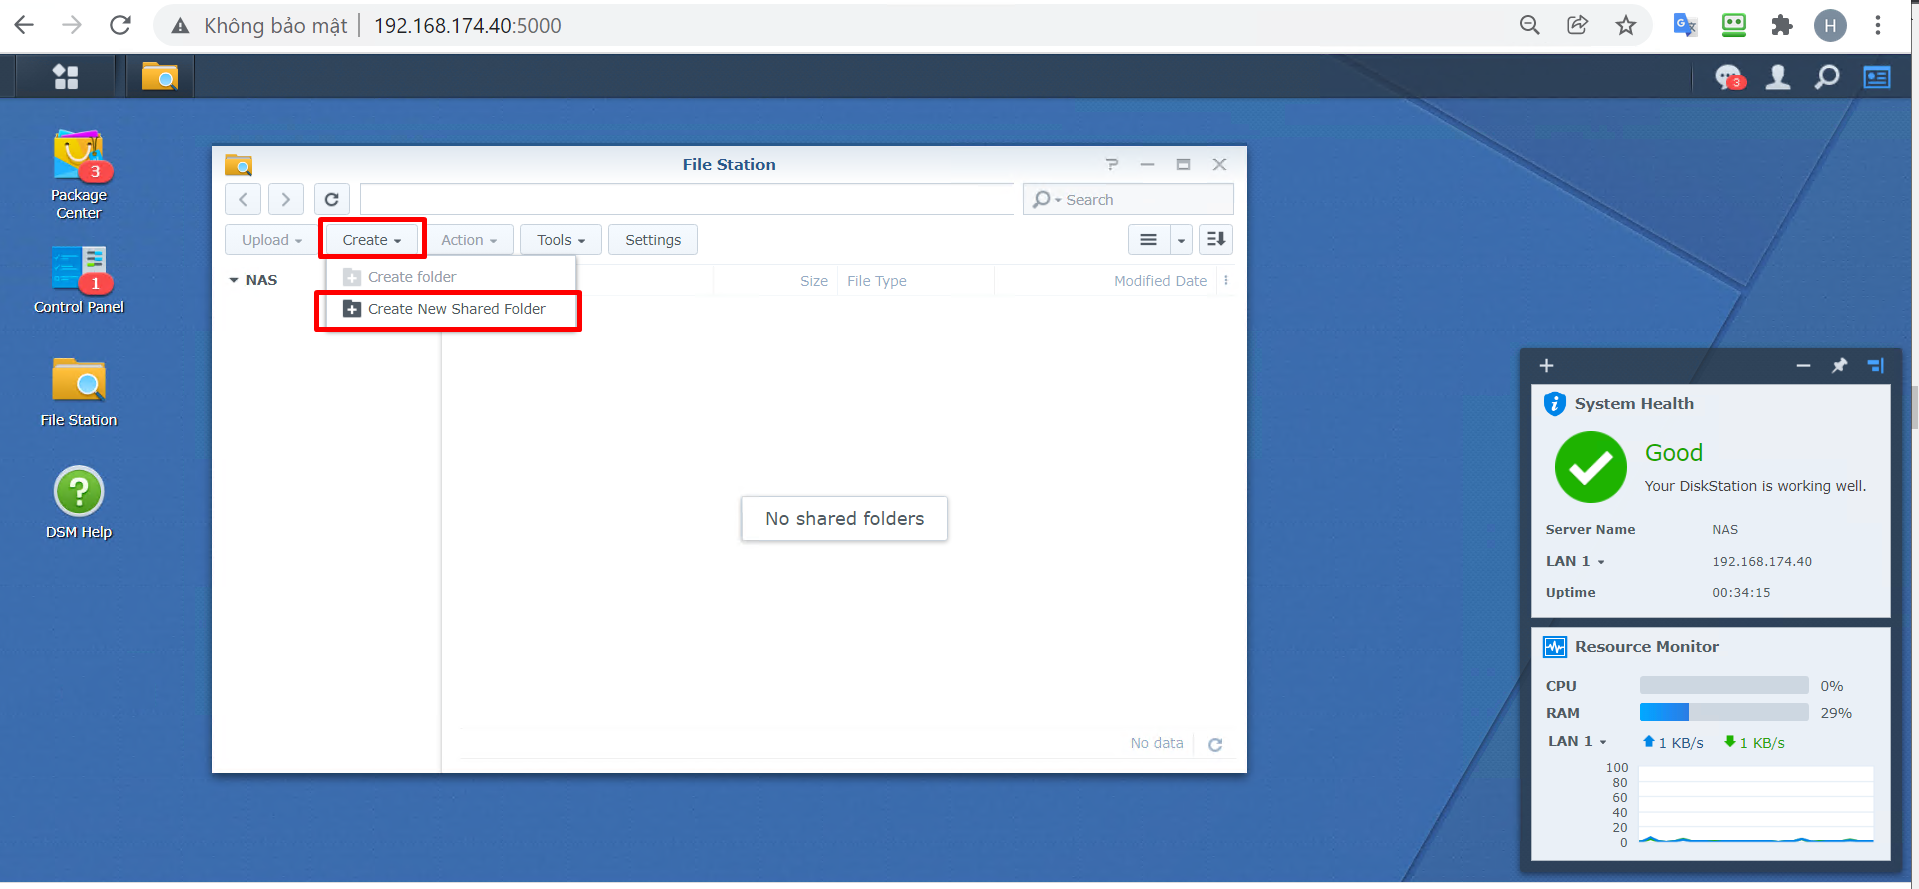 Không bảo mật | 192.168.174.40:5000
H
3
3
Package
Center
1
Control Panel
File Station
DSM Help
File Station
Search
Upload
Create
Action
Tools
Settings
NAS
Create folder
Create New Shared Folder
Size
File Type
Modified Date
No shared folders
No data
System Health
Good
Your DiskStation is working well.
Server Name NAS
LAN 1 192.168.174.40
Uptime 00:34:15
Resource Monitor
CPU 0%
RAM 29%
LAN 1 1 KB/s 1 KB/s
100
80
60
40
20
0